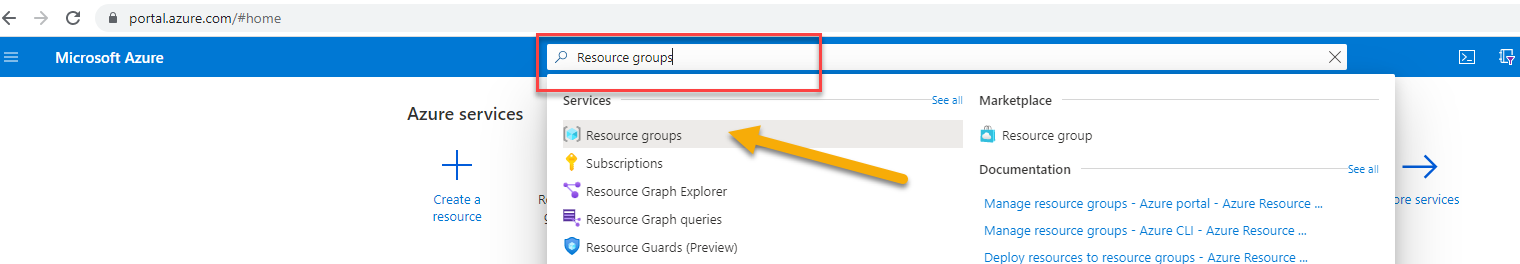 portal.azure.com/#home
Microsoft Azure
Resource groups
Azure services
Create a
resource
Services
See all
Resource groups
Subscriptions
Resource Graph Explorer
Resource Graph queries
Resource Guards (Preview)
Marketplace
Resource group
Documentation
See all
Manage resource groups - Azure portal - Azure Resource ...
Manage resource groups - Azure CLI - Azure Resource ...
Deploy resources to resource groups - Azure Resource ...
ore services